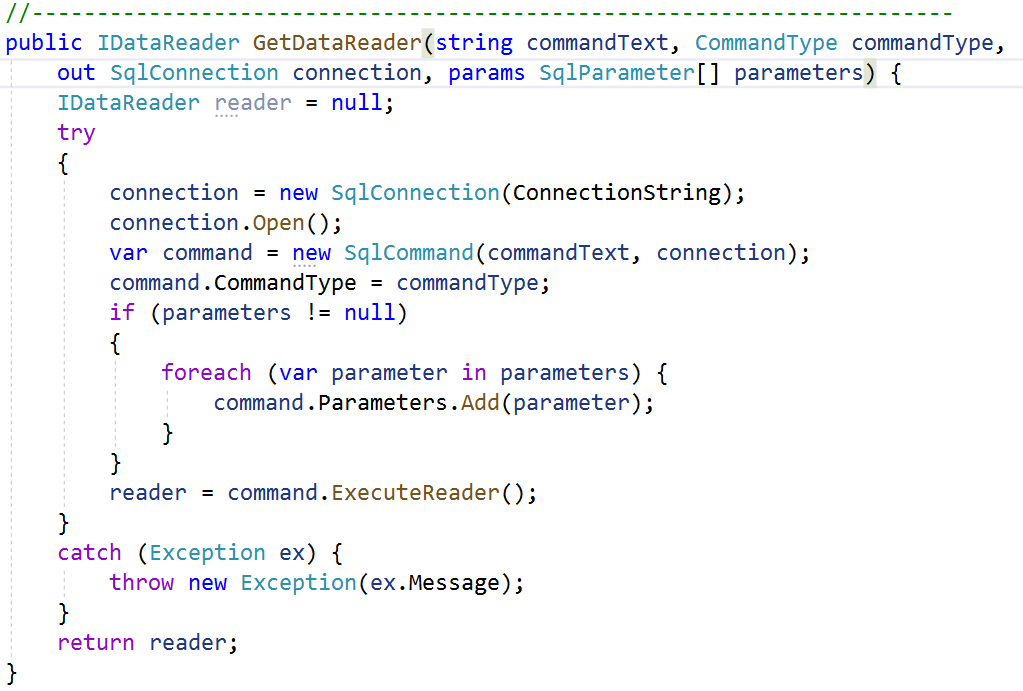 //-----------------------------------------------------------------------
public IDataReader GetDataReader(string commandText, CommandType commandType,
    out SqlConnection connection, params SqlParameter[] parameters) {
    IDataReader reader = null;
    try
    {
        connection = new SqlConnection(ConnectionString);
        connection.Open();
        var command = new SqlCommand(commandText, connection);
        command.CommandType = commandType;
        if (parameters != null)
        {
            foreach (var parameter in parameters) {
                command.Parameters.Add(parameter);
            }
        }
        reader = command.ExecuteReader();
    }
    catch (Exception ex) {
        throw new Exception(ex.Message);
    }
    return reader;
}